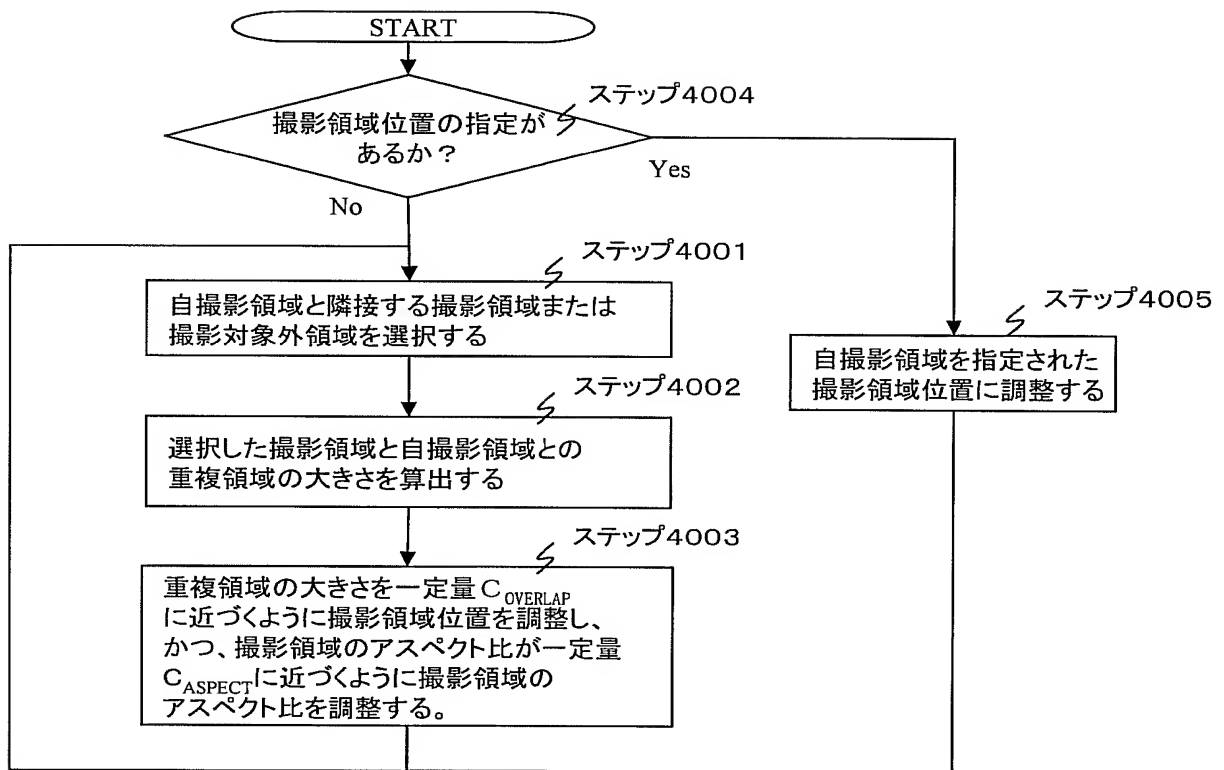 START
ステップ4004
撮影領域位置の指定が
あるか？
Yes
No
ステップ4001
自撮影領域と隣接する撮影領域または
撮影対象外領域を選択する
ステップ4005
自撮影領域を指定された
撮影領域位置に調整する
ステップ4002
選択した撮影領域と自撮影領域との
重複領域の大きさを算出する
ステップ4003
重複領域の大きさを一定量C_OVERLAP
に近づくように撮影領域位置を調整し、
かつ、撮影領域のアスペクト比が一定量
C_ASPECTに近づくように撮影領域の
アスペクト比を調整する。